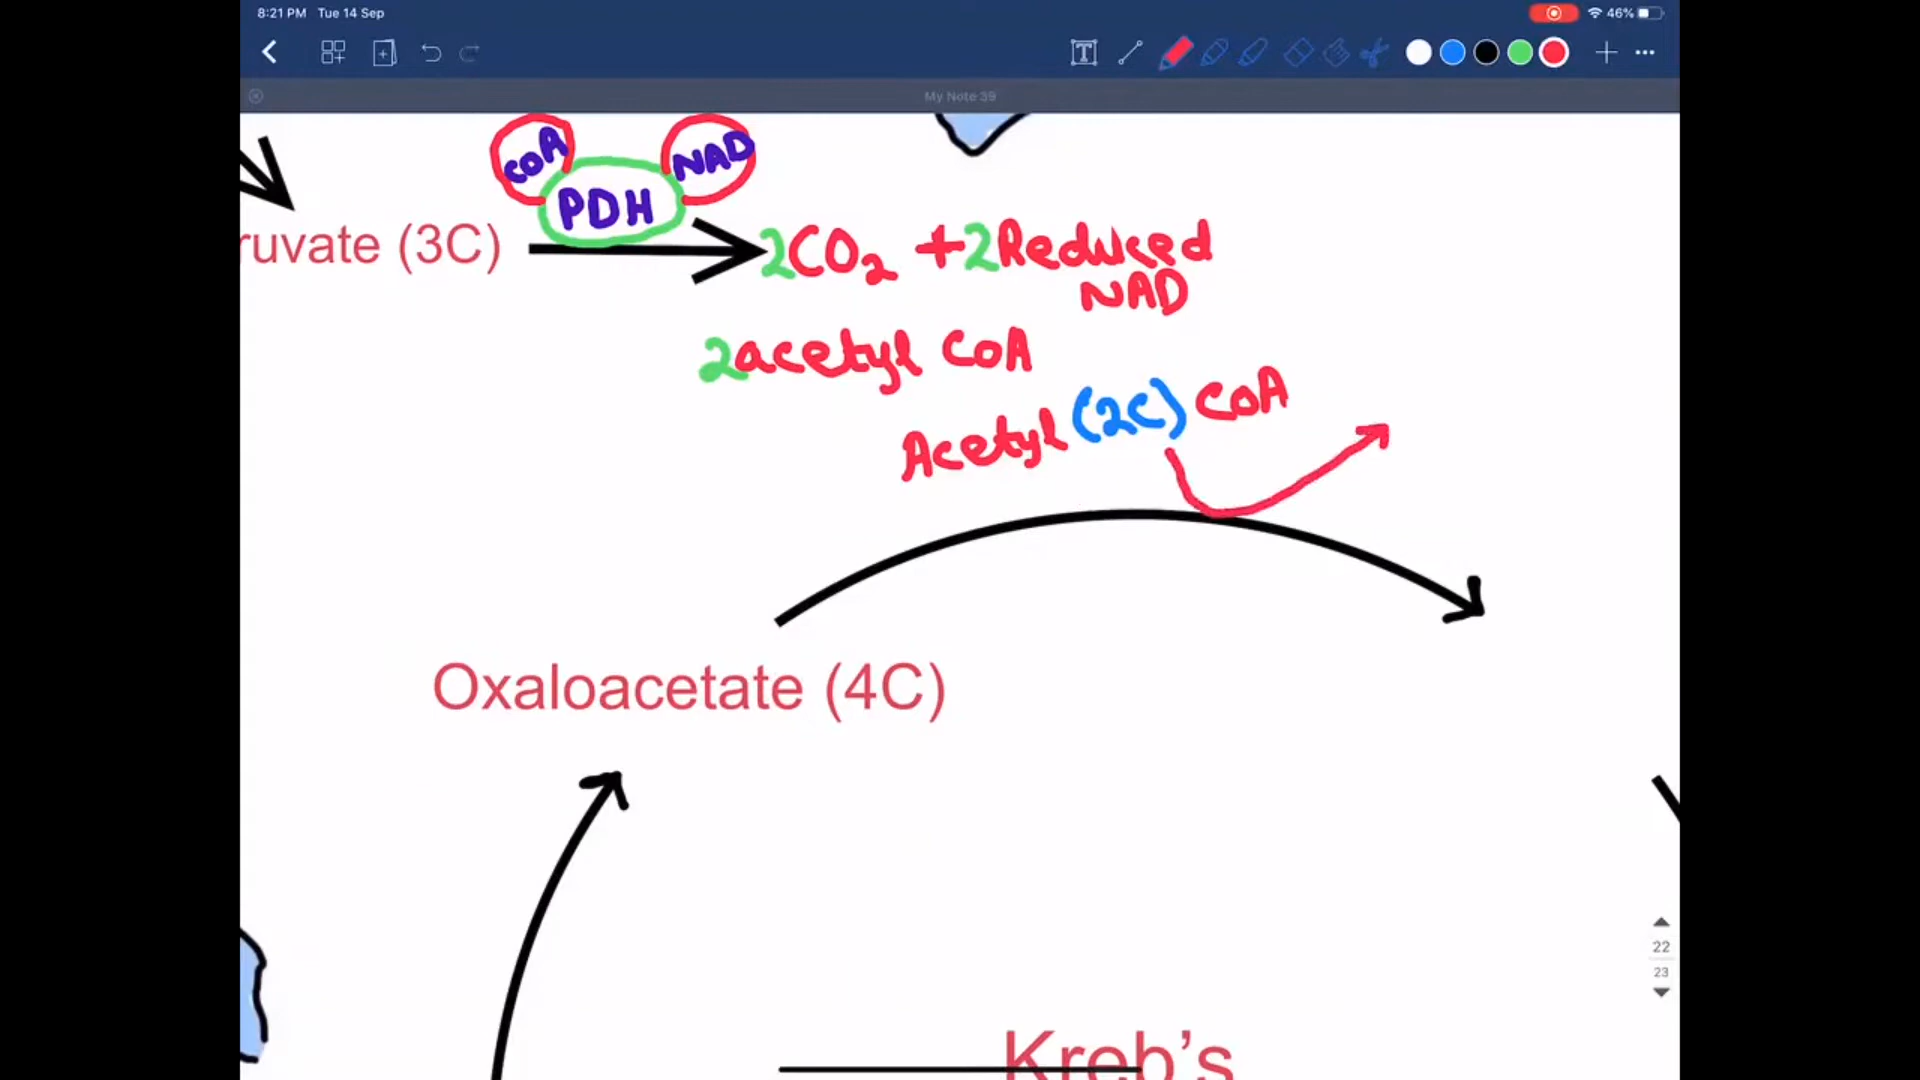 8:21 PM Tue 14 Sep
46%
T
My Note 39
CoA
NAD
PDH
ruvate (3C)
2CO₂ + 2Reduced
NAD
2acetyl CoA
Acetyl (2C) CoA
Oxaloacetate (4C)
22
23
Kreb's